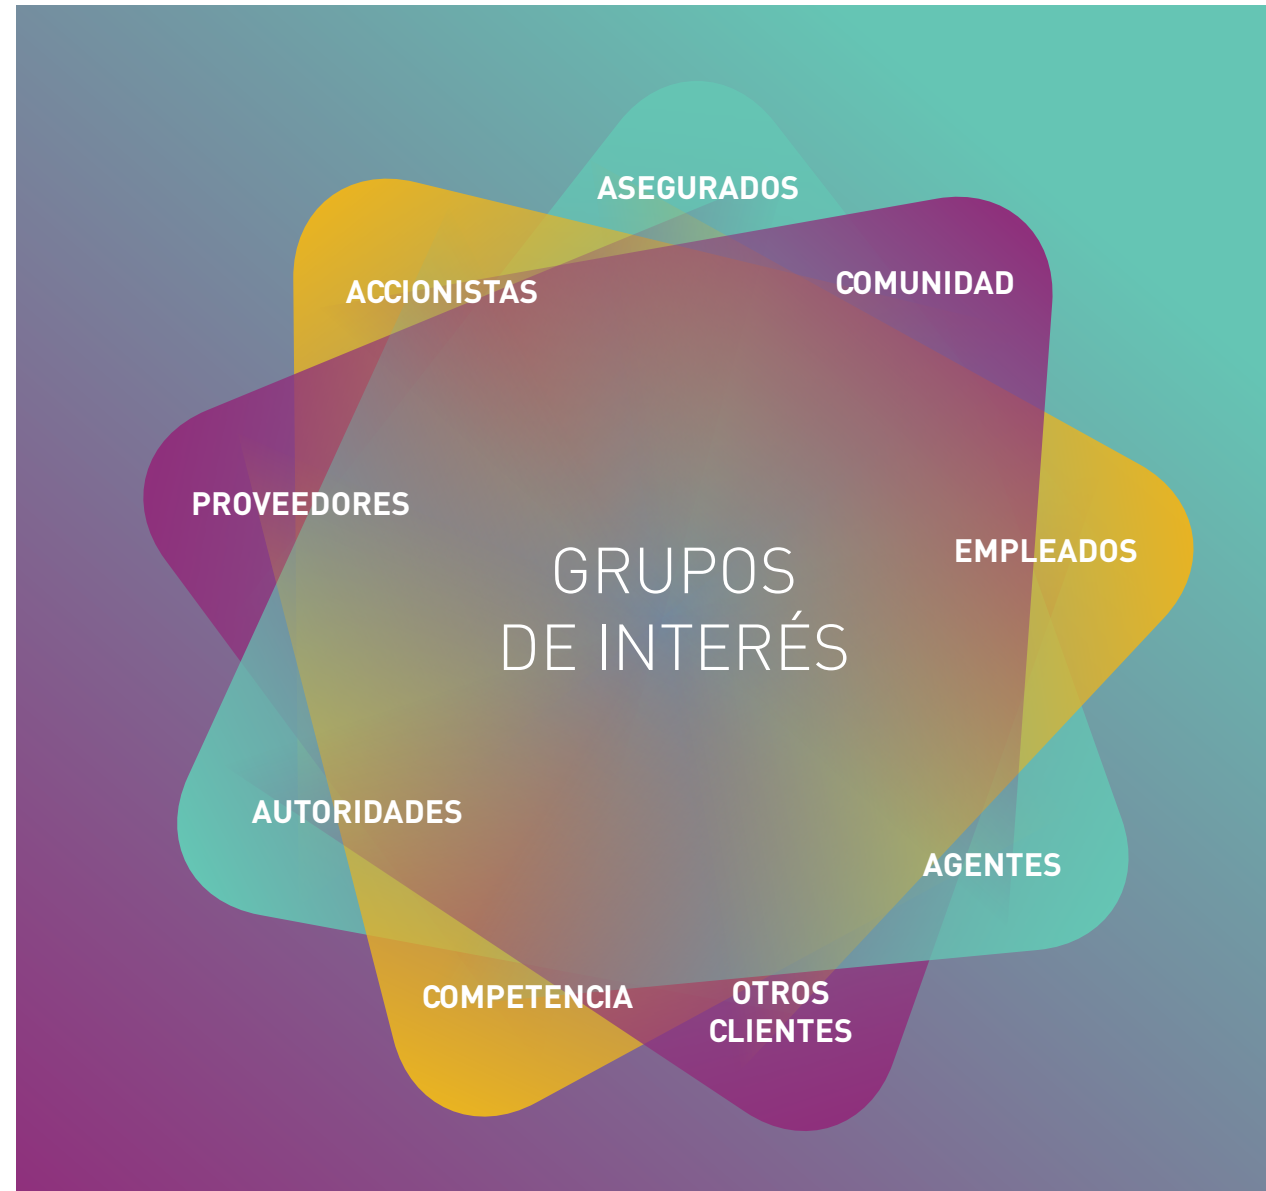 ASEGURADOS
COMUNIDAD
ACCIONISTAS
PROVEEDORES
EMPLEADOS
GRUPOS
DE INTERÉS
AUTORIDADES
AGENTES
COMPETENCIA
OTROS
CLIENTES